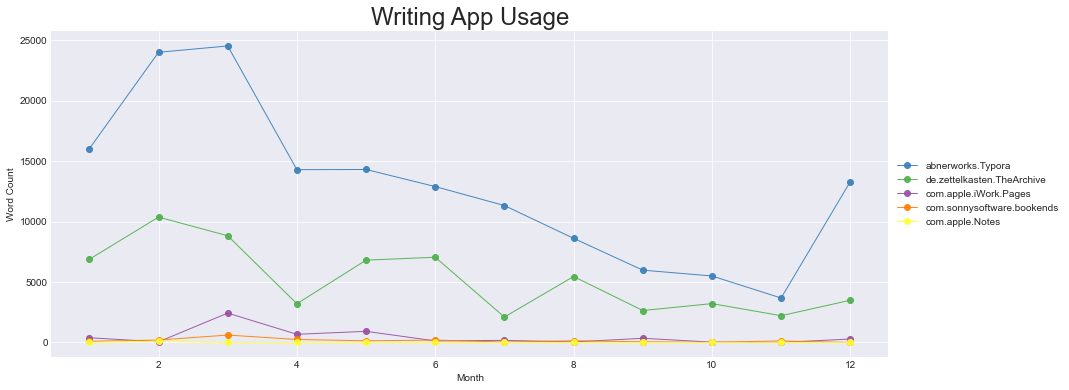 Writing App Usage
25000
20000
15000
10000
5000
0
Word Count
2 4 6 8 10 12
Month
abnerworks.Typora
de.zettelkasten.TheArchive
com.apple.iWork.Pages
com.sonnysoftware.bookends
com.apple.Notes